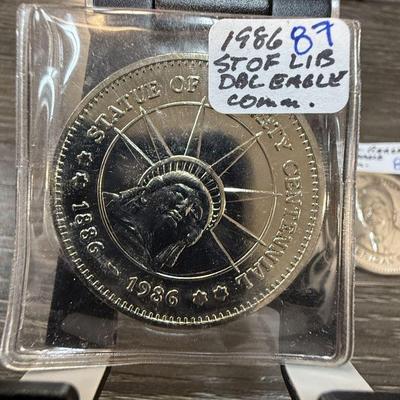 1986 87
ST OF LIB
DBL EAGLE
comm.
STATUE OF LIBERTY CENTENNIAL
1886 - 1986